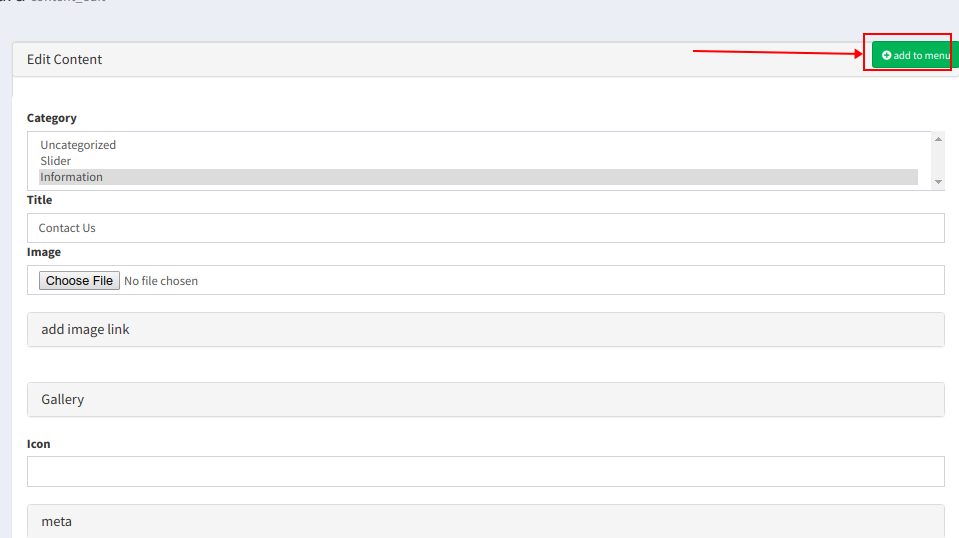 content_edit
Edit Content
add to menu
Category
Uncategorized
Slider
Information
Title
Contact Us
Image
Choose File No file chosen
add image link
Gallery
Icon
meta